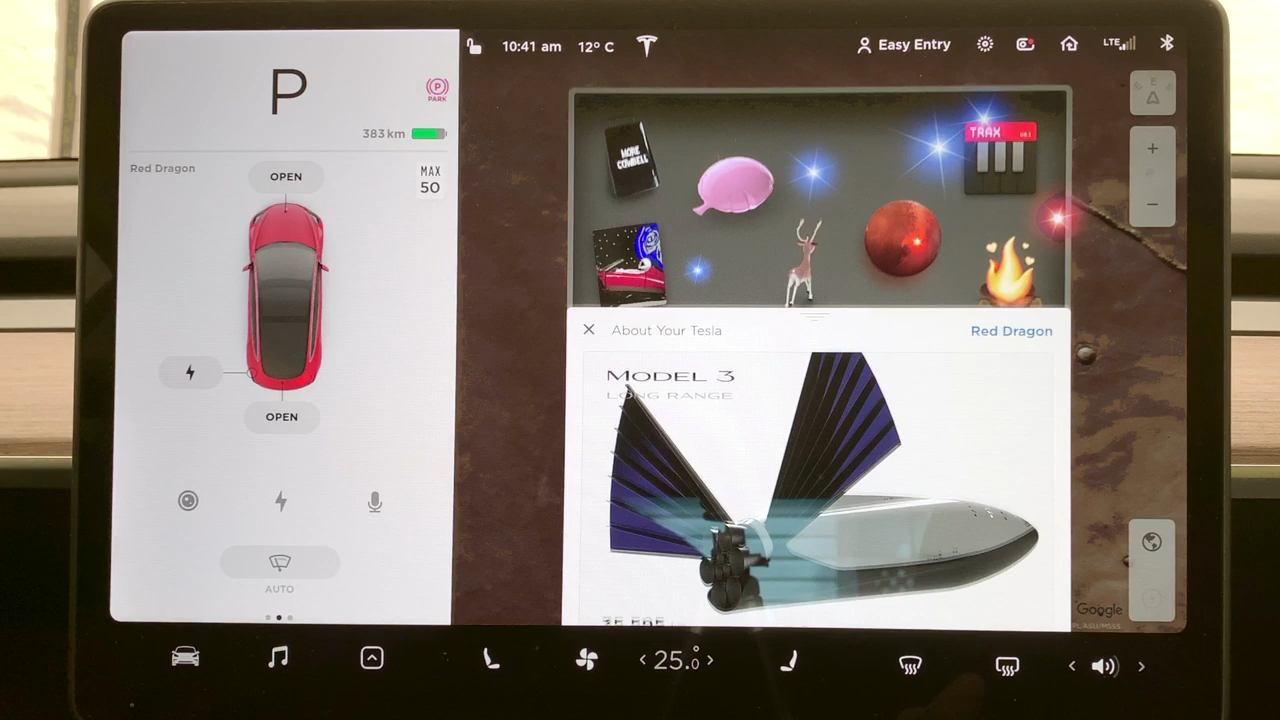 P
PARK
383 km
Red Dragon
OPEN
MAX
50
OPEN
AUTO
10:41 am 12° C Easy Entry LTE
E
MORE
COWBELL
TRAX
About Your Tesla Red Dragon
MODEL 3
LONG RANGE
Google
25.0